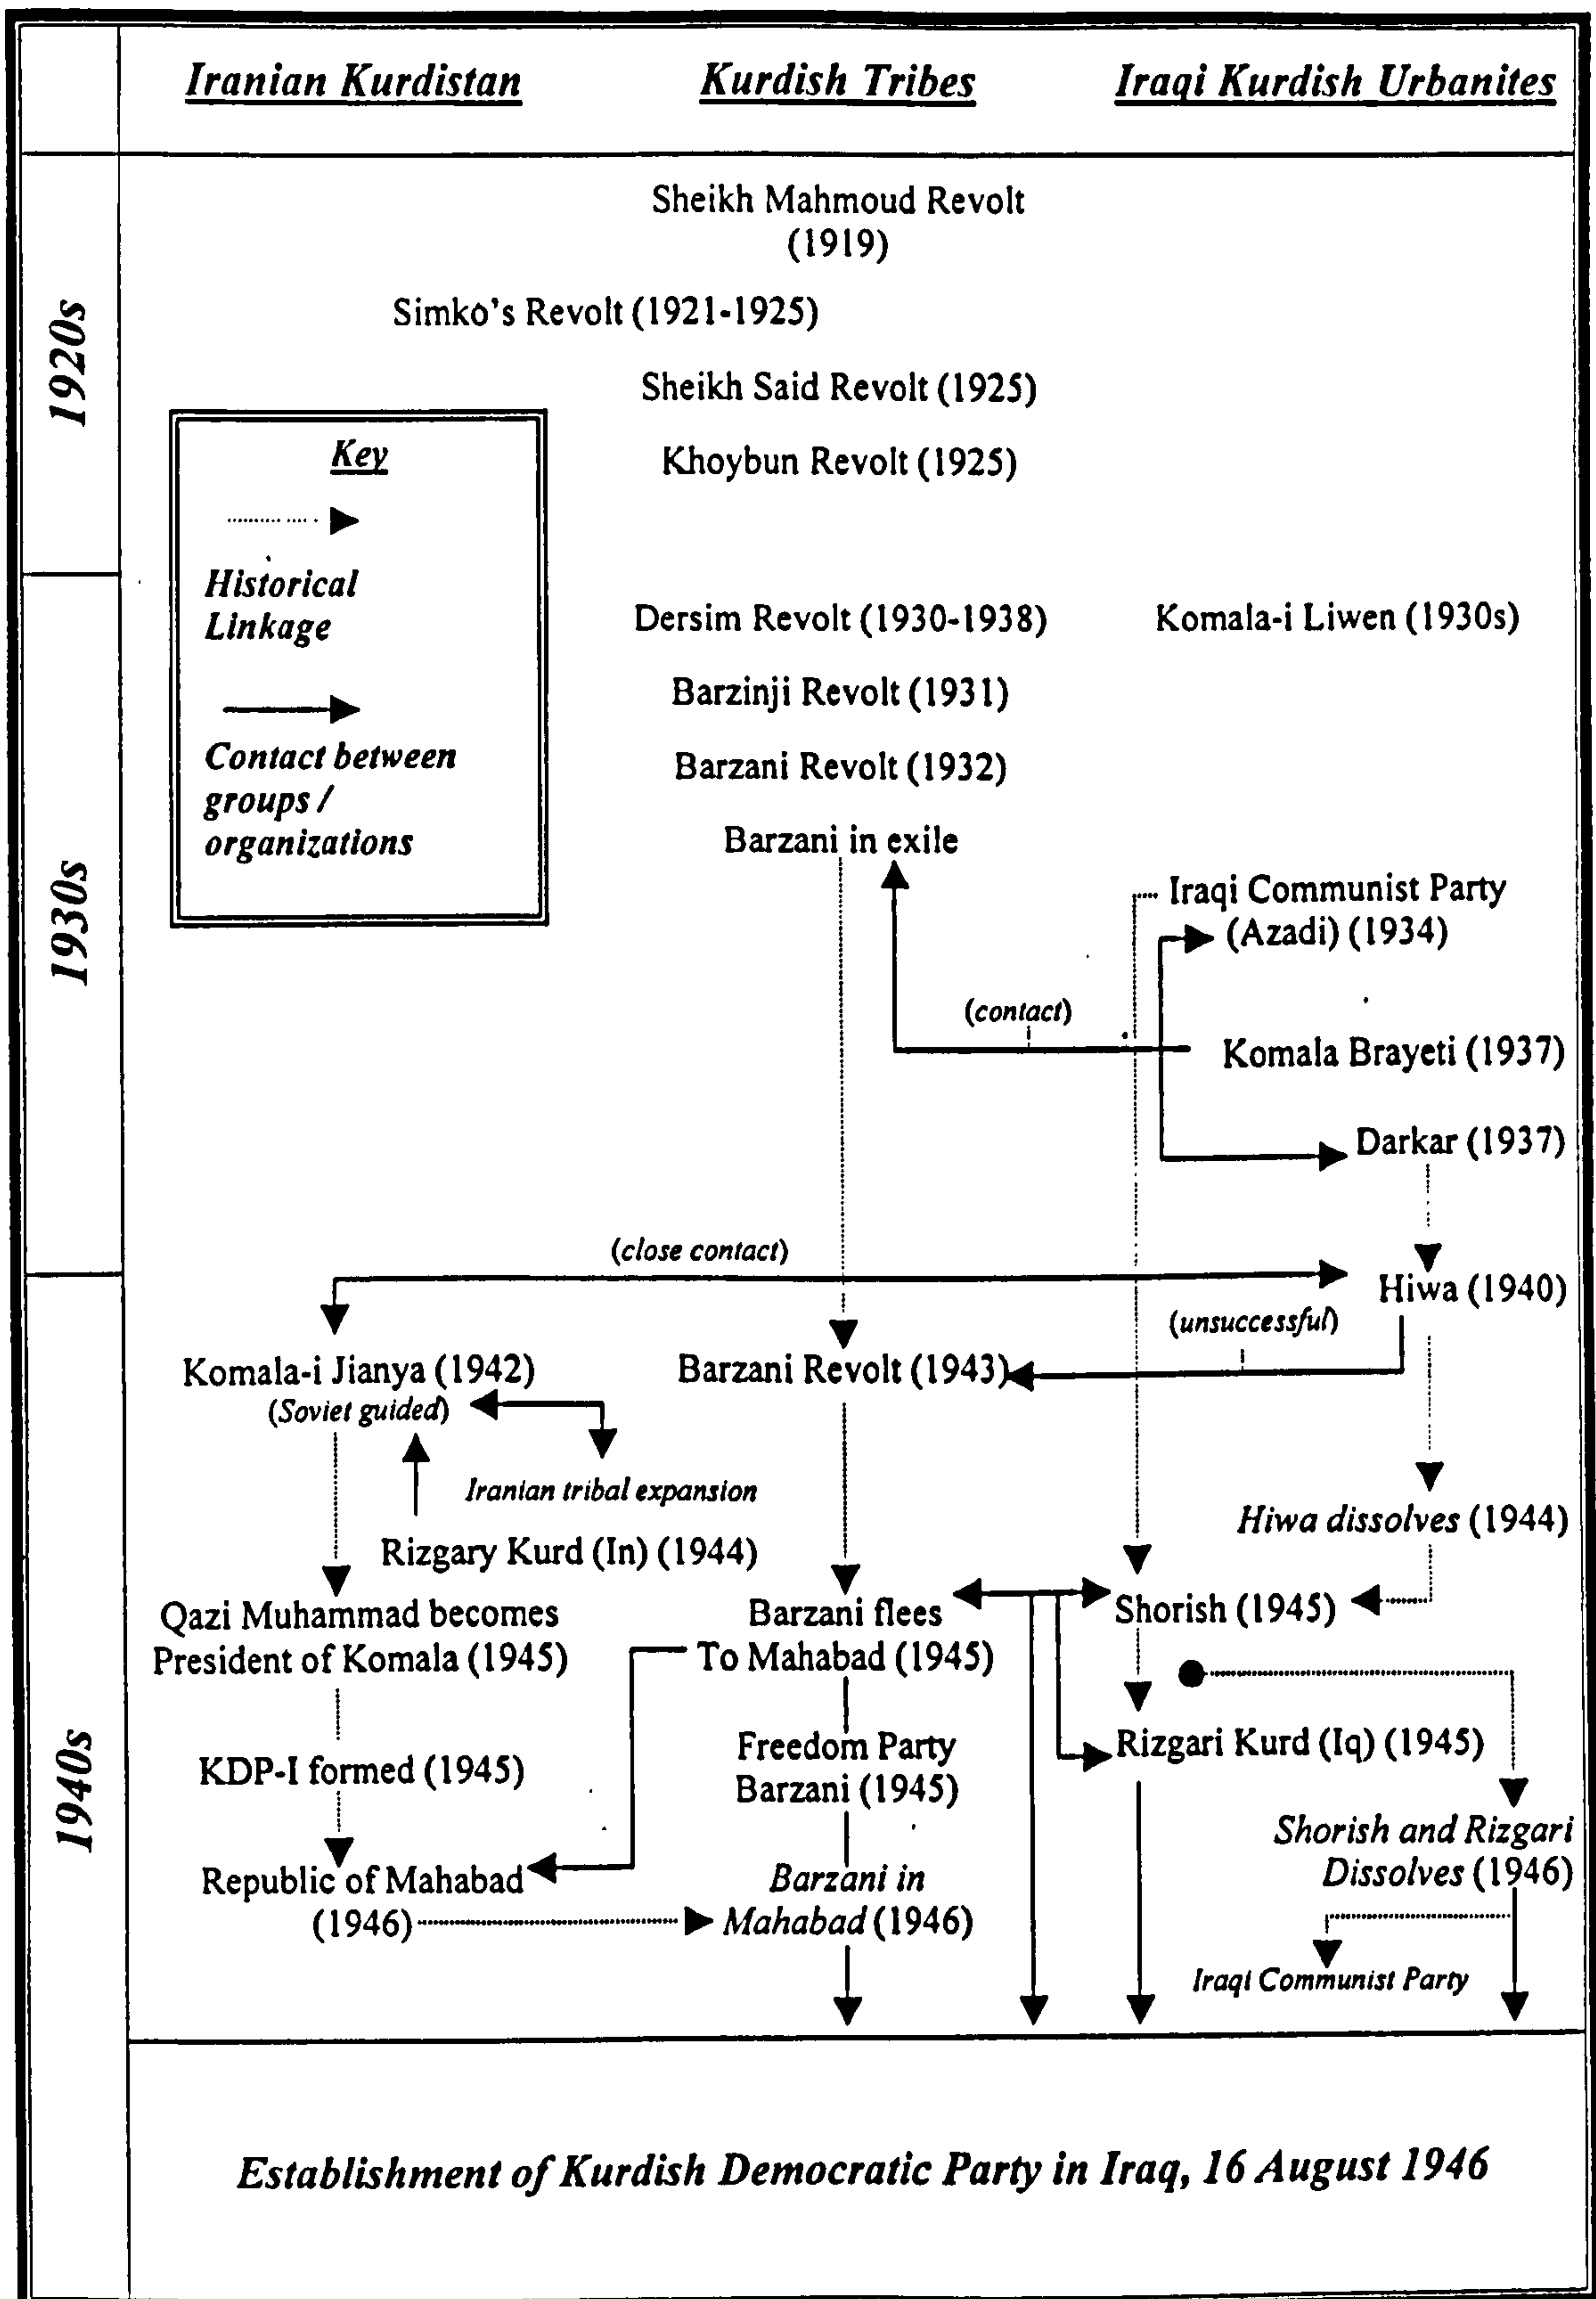 Iranian Kurdistan
Kurdish Tribes
Iraqi Kurdish Urbanites
1920s
Sheikh Mahmoud Revolt
(1919)
Simko's Revolt (1921-1925)
Sheikh Said Revolt (1925)
Khoybun Revolt (1925)
Key
Historical
Linkage
Contact between
groups /
organizations
1930s
Dersim Revolt (1930-1938)
Komala-i Liwen (1930s)
Barzinji Revolt (1931)
Barzani Revolt (1932)
Barzani in exile
Iraqi Communist Party
(Azadi) (1934)
(contact)
Komala Brayeti (1937)
Darkar (1937)
(close contact)
1940s
Hiwa (1940)
(unsuccessful)
Komala-i Jianya (1942)
(Soviet guided)
Barzani Revolt (1943)
Iranian tribal expansion
Hiwa dissolves (1944)
Rizgary Kurd (In) (1944)
Qazi Muhammad becomes
President of Komala (1945)
Barzani flees
To Mahabad (1945)
Shorish (1945)
KDP-I formed (1945)
Freedom Party
Barzani (1945)
Rizgari Kurd (Iq) (1945)
Shorish and Rizgari
Dissolves (1946)
Republic of Mahabad
(1946)
Barzani in
Mahabad (1946)
Iraqi Communist Party
Establishment of Kurdish Democratic Party in Iraq, 16 August 1946